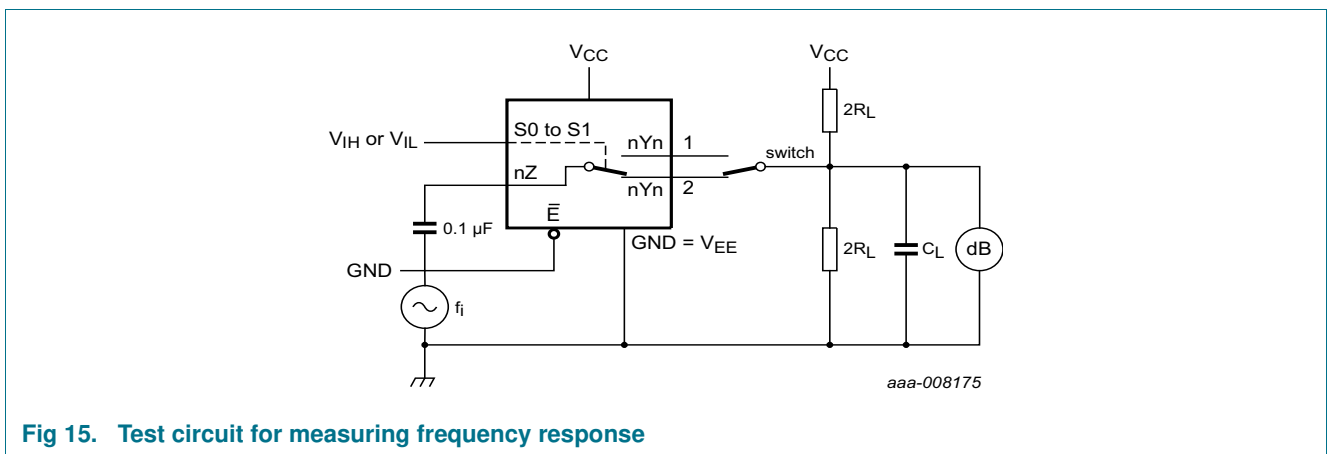 VCC
VCC
2RL
S0 to S1
VIH or VIL
nYn 1
switch
nZ
nYn 2
Ē
0.1 µF
GND = VEE
2RL
CL
dB
GND
fi
aaa-008175
Fig 15. Test circuit for measuring frequency response